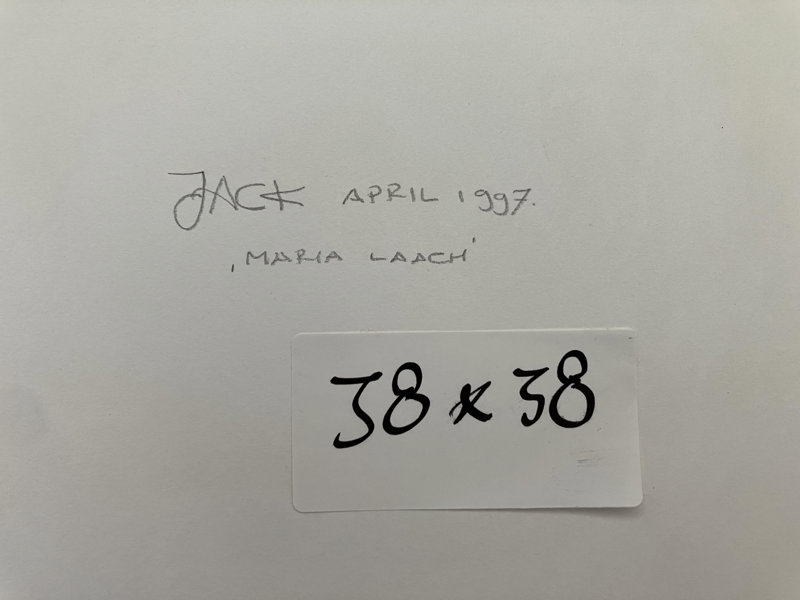 JACK APRIL 1997.
‚MARIA LAACH'
38 x 38